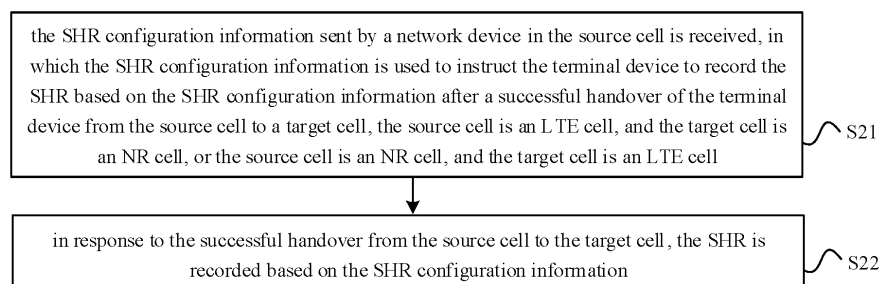 the SHR configuration information sent by a network device in the source cell is received, in
which the SHR configuration information is used to instruct the terminal device to record the
SHR based on the SHR configuration information after a successful handover of the terminal
device from the source cell to a target cell, the source cell is an LTE cell, and the target cell is
an NR cell, or the source cell is an NR cell, and the target cell is an LTE cell
S21
in response to the successful handover from the source cell to the target cell, the SHR is
recorded based on the SHR configuration information
S22